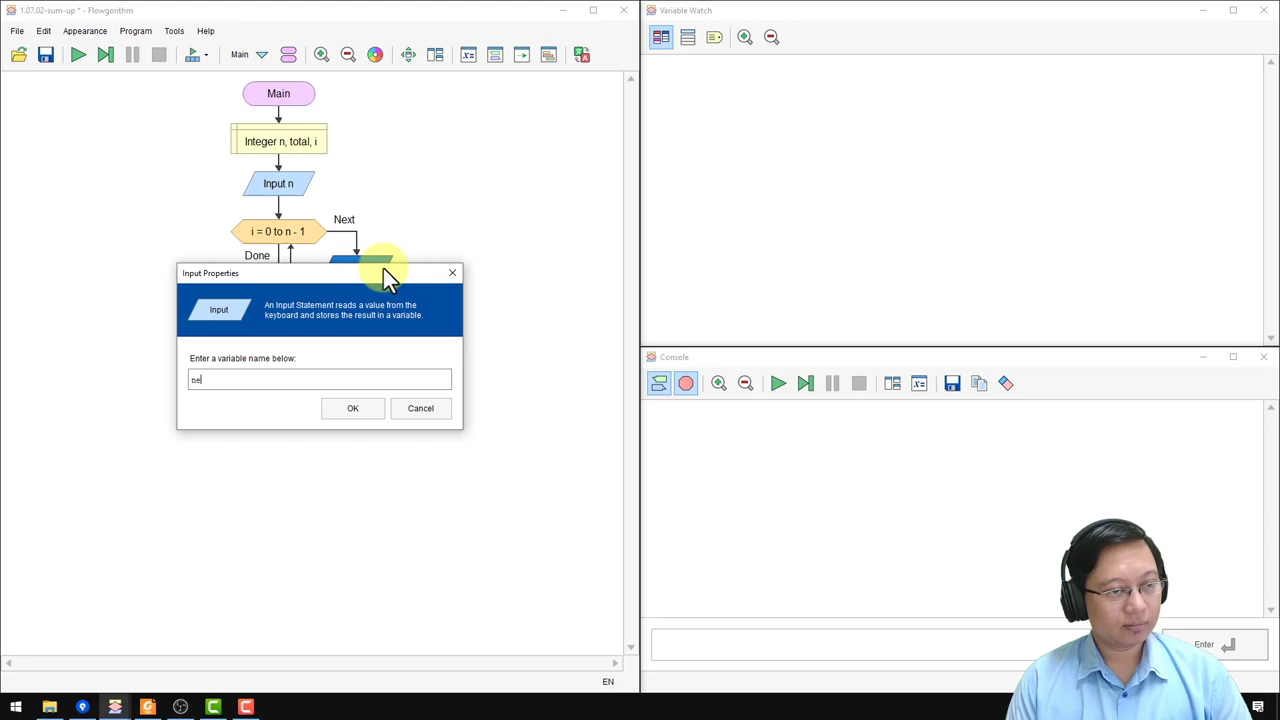 1.07.02-sum-up * - Flowgorithm
File Edit Appearance Program Tools Help
Main
Main
Integer n, total, i
Input n
i = 0 to n - 1
Next
Done
Input Properties
Input
An Input Statement reads a value from the
keyboard and stores the result in a variable.
Enter a variable name below:
ne
OK Cancel
EN
Variable Watch
Console
Enter